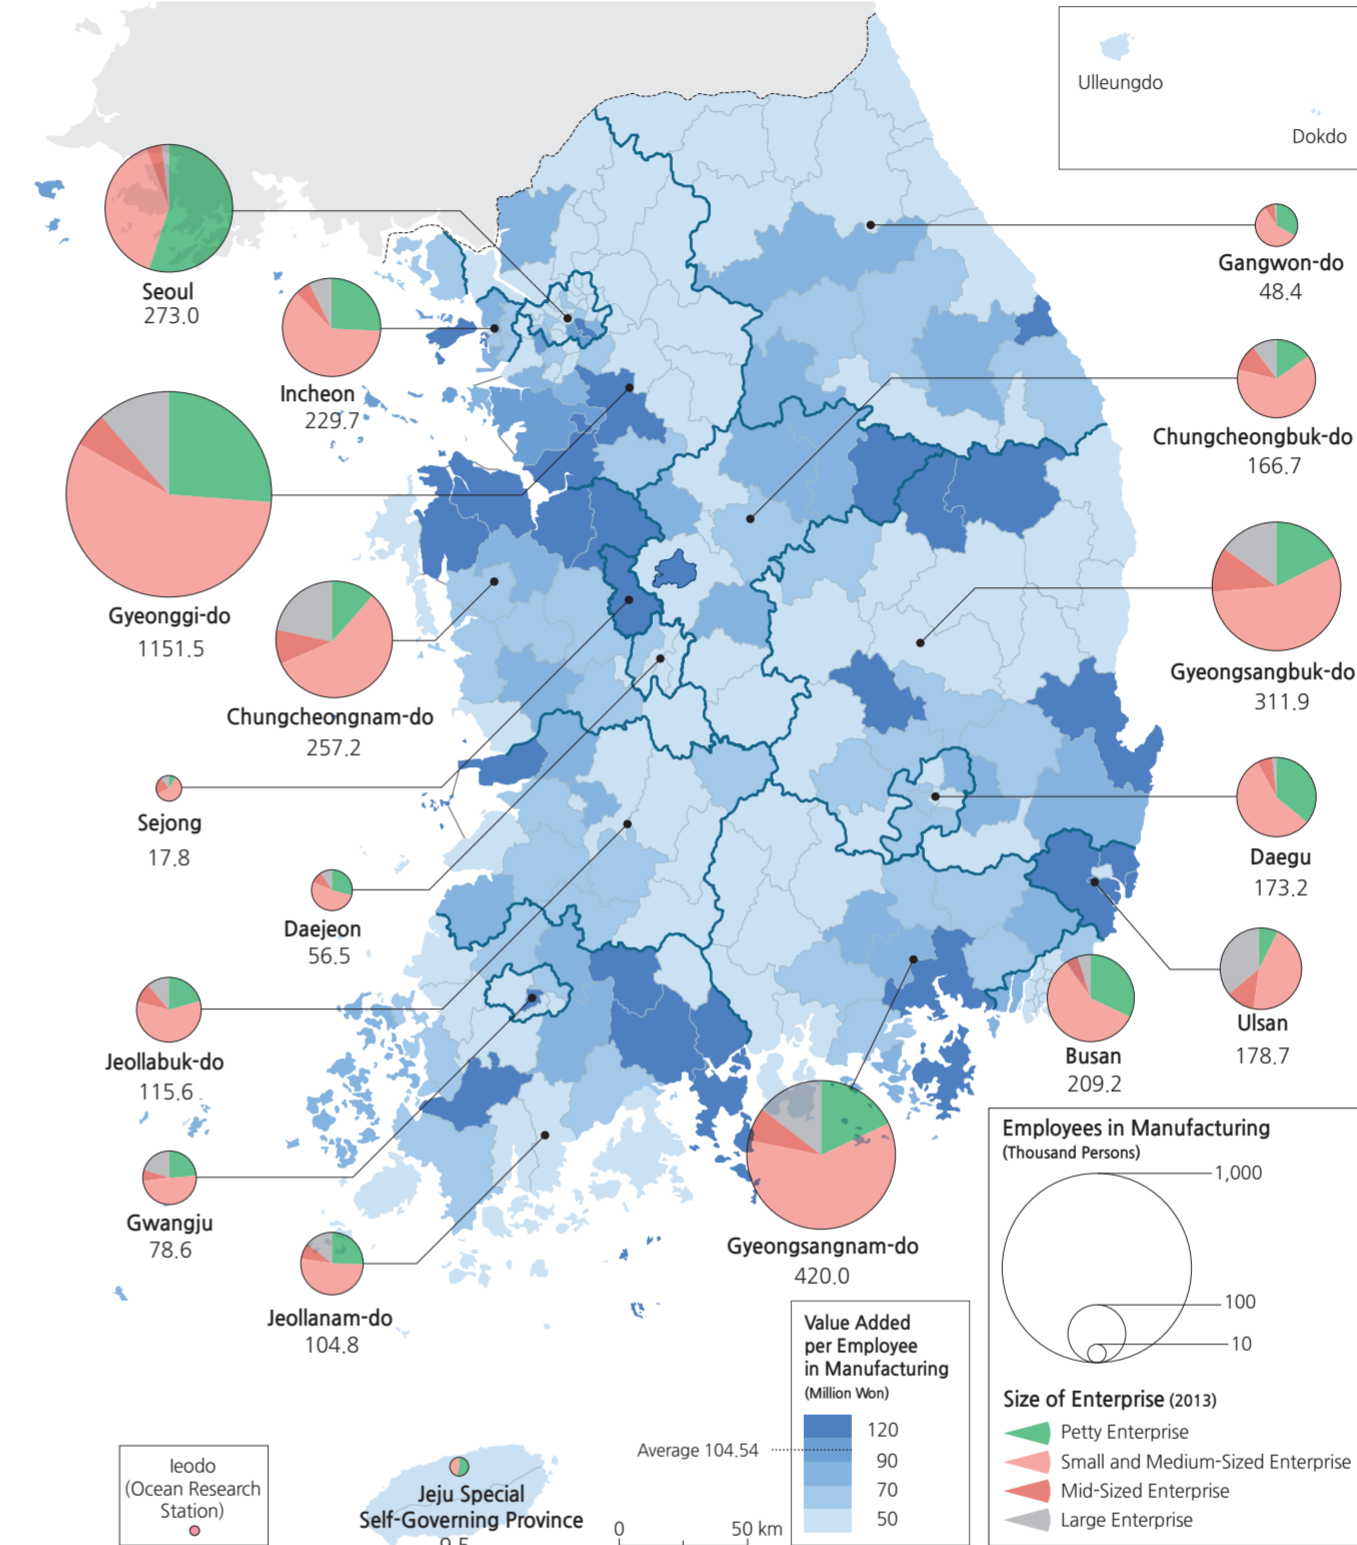 Ulleungdo
Dokdo
Seoul
273.0
Gangwon-do
48.4
Incheon
229.7
Chungcheongbuk-do
166.7
Gyeonggi-do
1151.5
Gyeongsangbuk-do
311.9
Chungcheongnam-do
257.2
Sejong
17.8
Daegu
173.2
Daejeon
56.5
Ulsan
178.7
Busan
209.2
Jeollabuk-do
115.6
Gwangju
78.6
Gyeongsangnam-do
420.0
Jeollanam-do
104.8
Employees in Manufacturing
(Thousand Persons)
1,000
100
10
Size of Enterprise (2013)
Petty Enterprise
Small and Medium-Sized Enterprise
Mid-Sized Enterprise
Large Enterprise
Value Added
per Employee
in Manufacturing
(Million Won)
120
Average 104.54
90
70
50
Ieodo
(Ocean Research
Station)
Jeju Special
Self-Governing Province
9.5
0 50 km